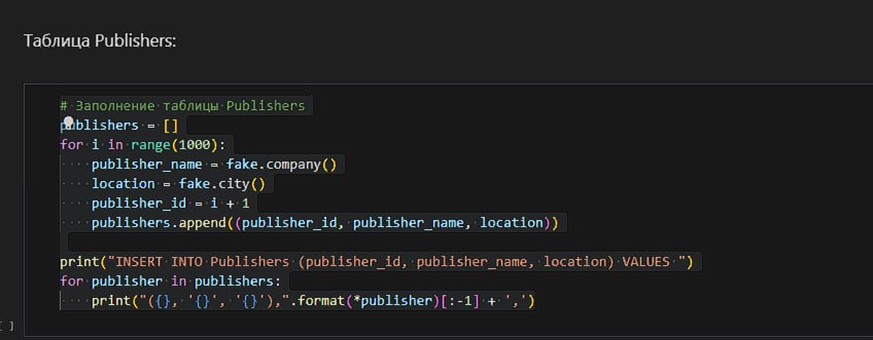 Таблица Publishers:
# Заполнение таблицы Publishers
publishers = []
for i in range(1000):
    publisher_name = fake.company()
    location = fake.city()
    publisher_id = i + 1
    publishers.append((publisher_id, publisher_name, location))

print("INSERT INTO Publishers (publisher_id, publisher_name, location) VALUES ")
for publisher in publishers:
    print("({}, '{}', '{}'),".format(*publisher)[:-1] + ',')
[ ]